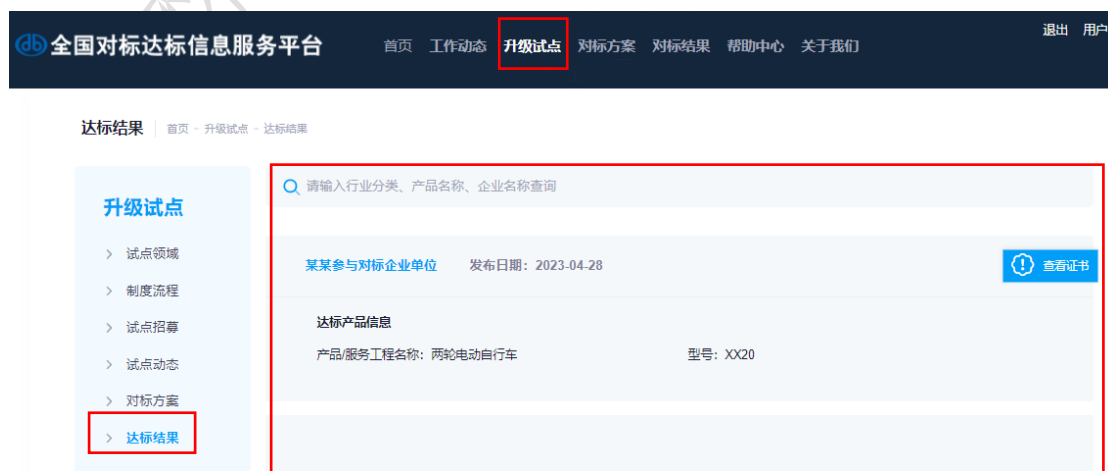 退出 用户
全国对标达标信息服务平台 首页 工作动态 升级试点 对标方案 对标结果 帮助中心 关于我们
达标结果 首页 - 升级试点 - 达标结果
请输入行业分类、产品名称、企业名称查询
升级试点
试点领域
制度流程
试点招募
试点动态
对标方案
达标结果
某某参与对标企业单位 发布日期：2023-04-28 查看证书
达标产品信息
产品/服务工程名称：两轮电动自行车 型号：XX20